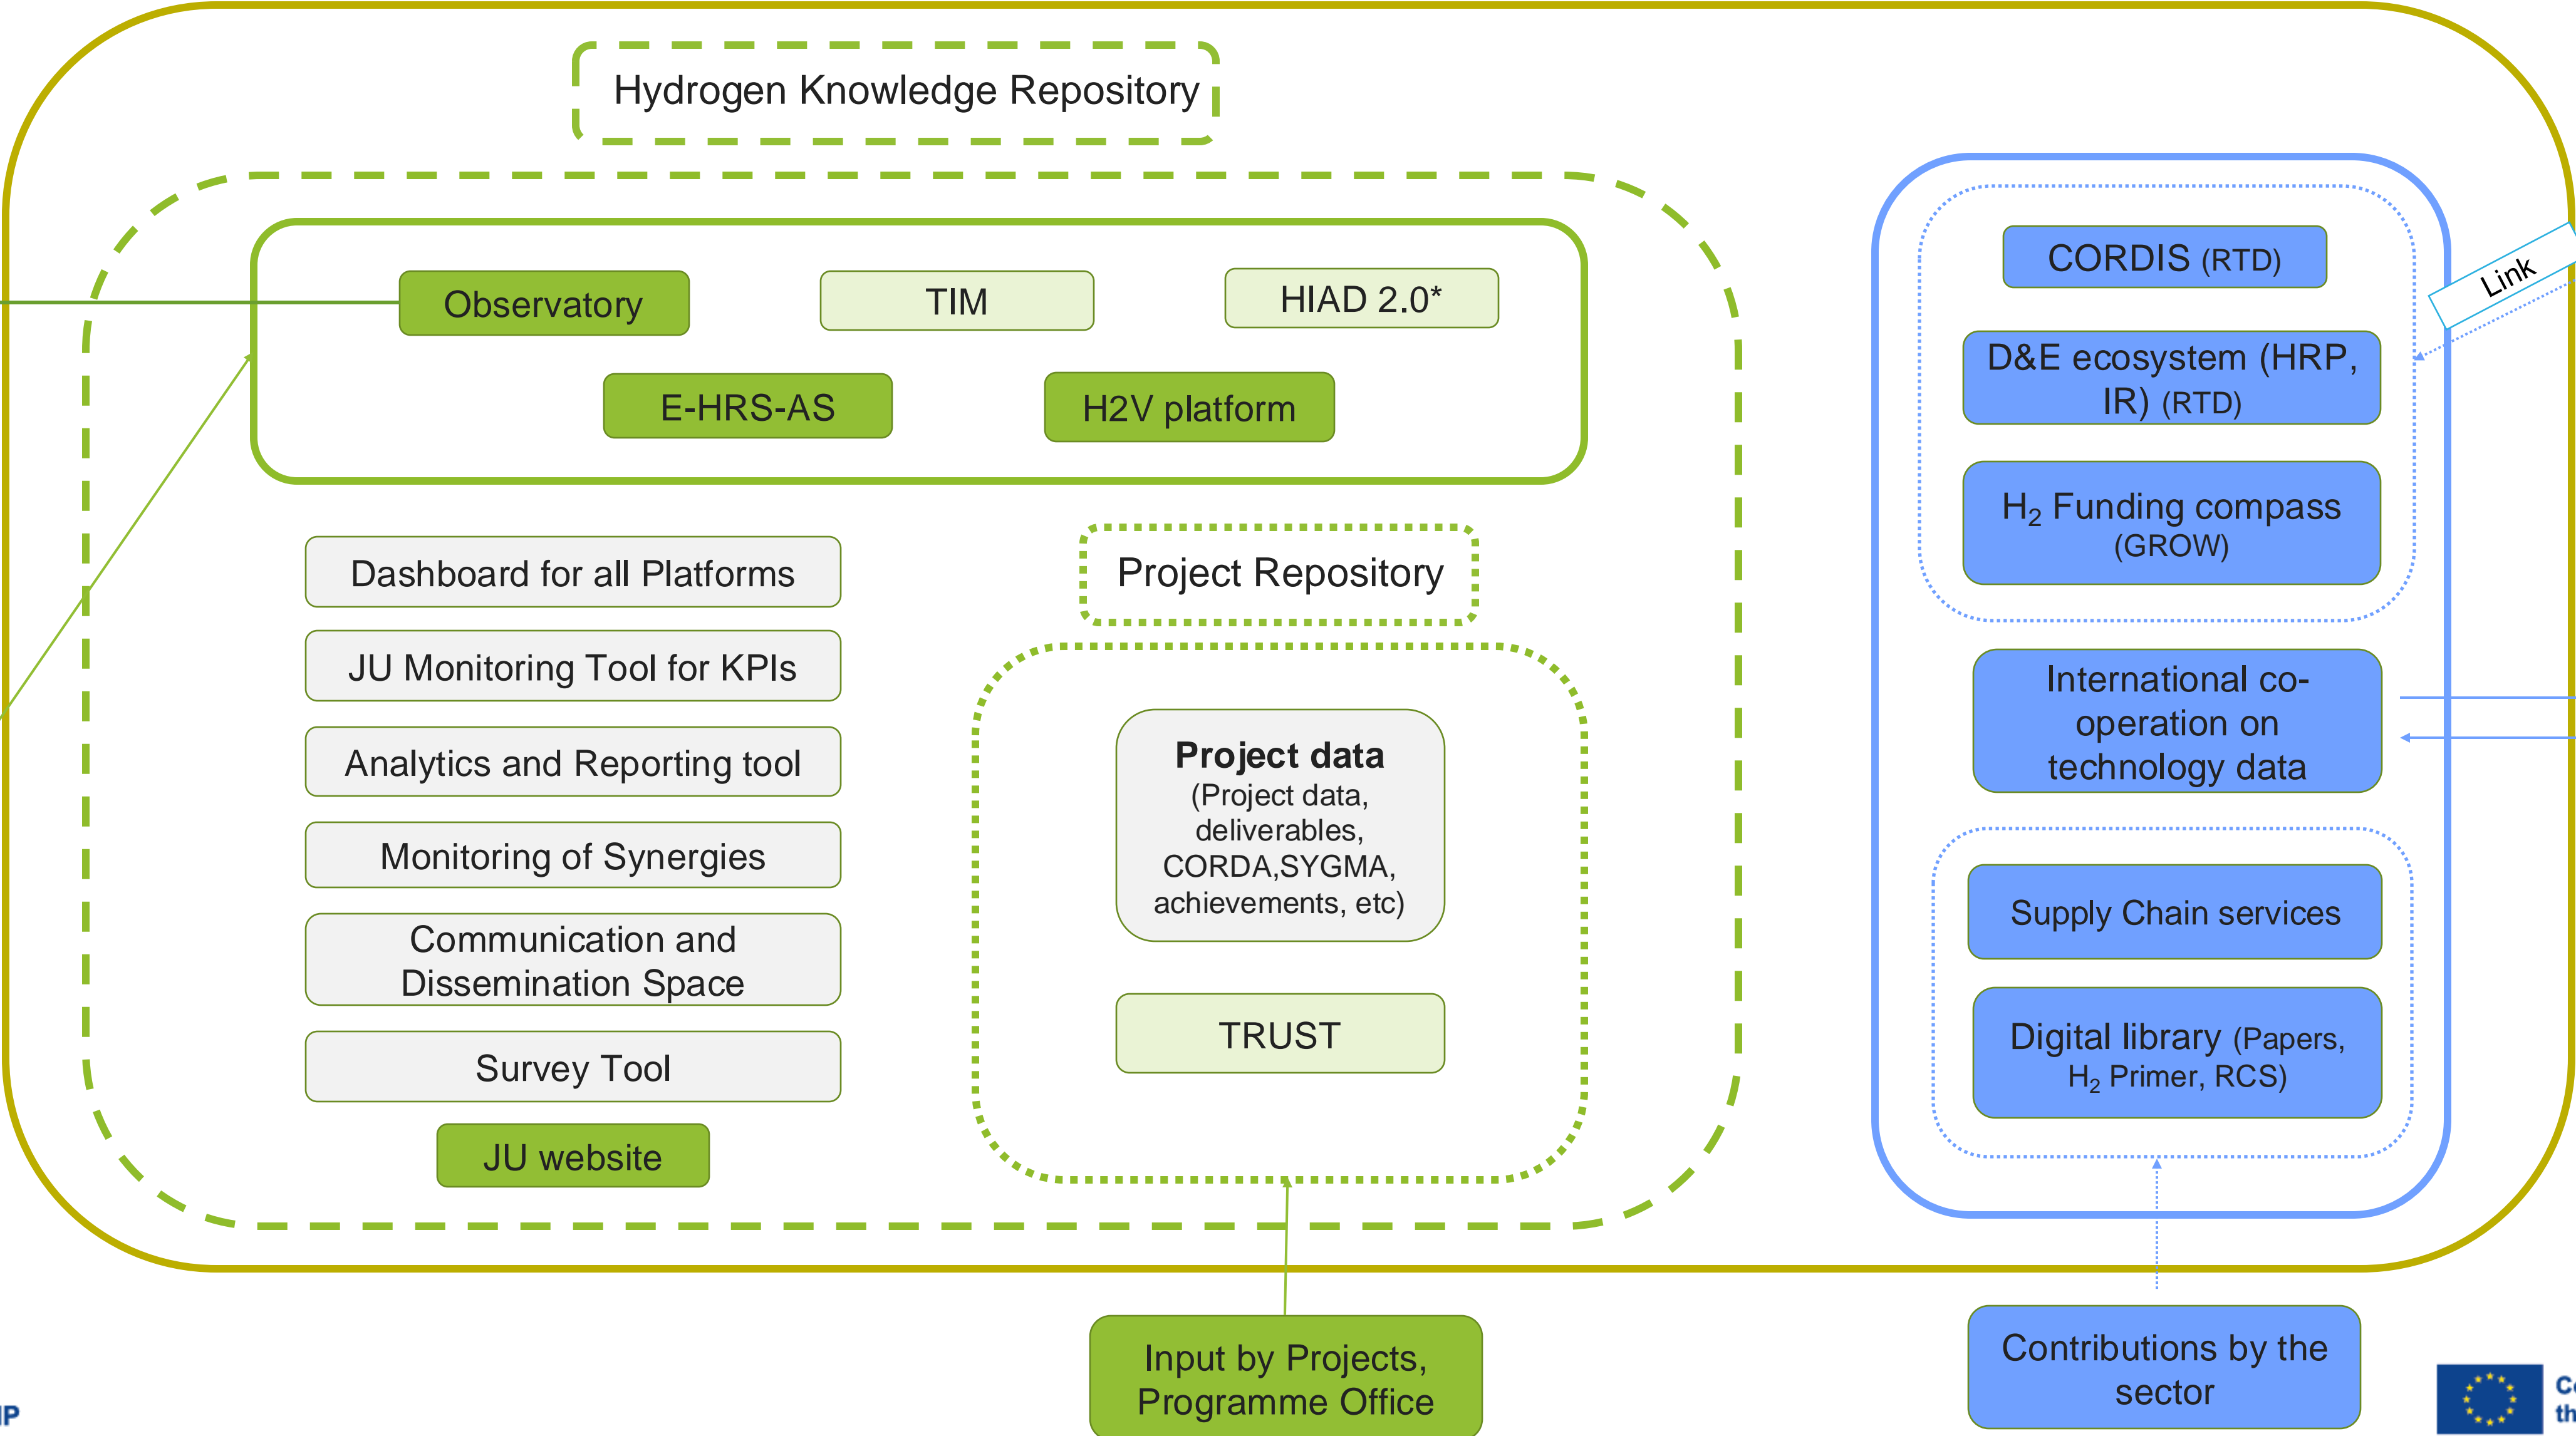 Hydrogen Knowledge Repository
Observatory
TIM
HIAD 2.0*
E-HRS-AS
H2V platform
Dashboard for all Platforms
JU Monitoring Tool for KPIs
Analytics and Reporting tool
Monitoring of Synergies
Communication and
Dissemination Space
Survey Tool
JU website
Project Repository
Project data
(Project data,
deliverables,
CORDA,SYGMA,
achievements, etc)
TRUST
Input by Projects,
Programme Office
CORDIS (RTD)
Link
D&E ecosystem (HRP,
IR) (RTD)
H₂ Funding compass
(GROW)
International co-
operation on
technology data
Supply Chain services
Digital library (Papers,
H₂ Primer, RCS)
Contributions by the
sector